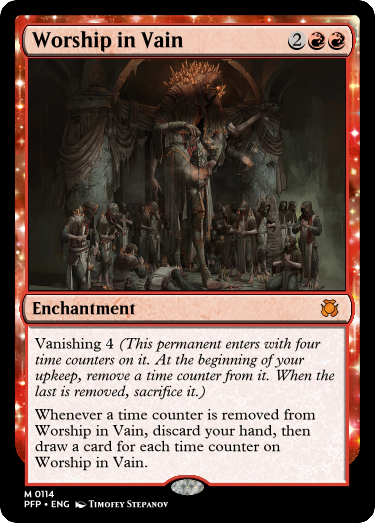 Worship in Vain 2
Enchantment
Vanishing 4 (This permanent enters with four
time counters on it. At the beginning of your
upkeep, remove a time counter from it. When the
last is removed, sacrifice it.)
Whenever a time counter is removed from
Worship in Vain, discard your hand, then
draw a card for each time counter on
Worship in Vain.
M 0114
PFP • ENG Timofey Stepanov